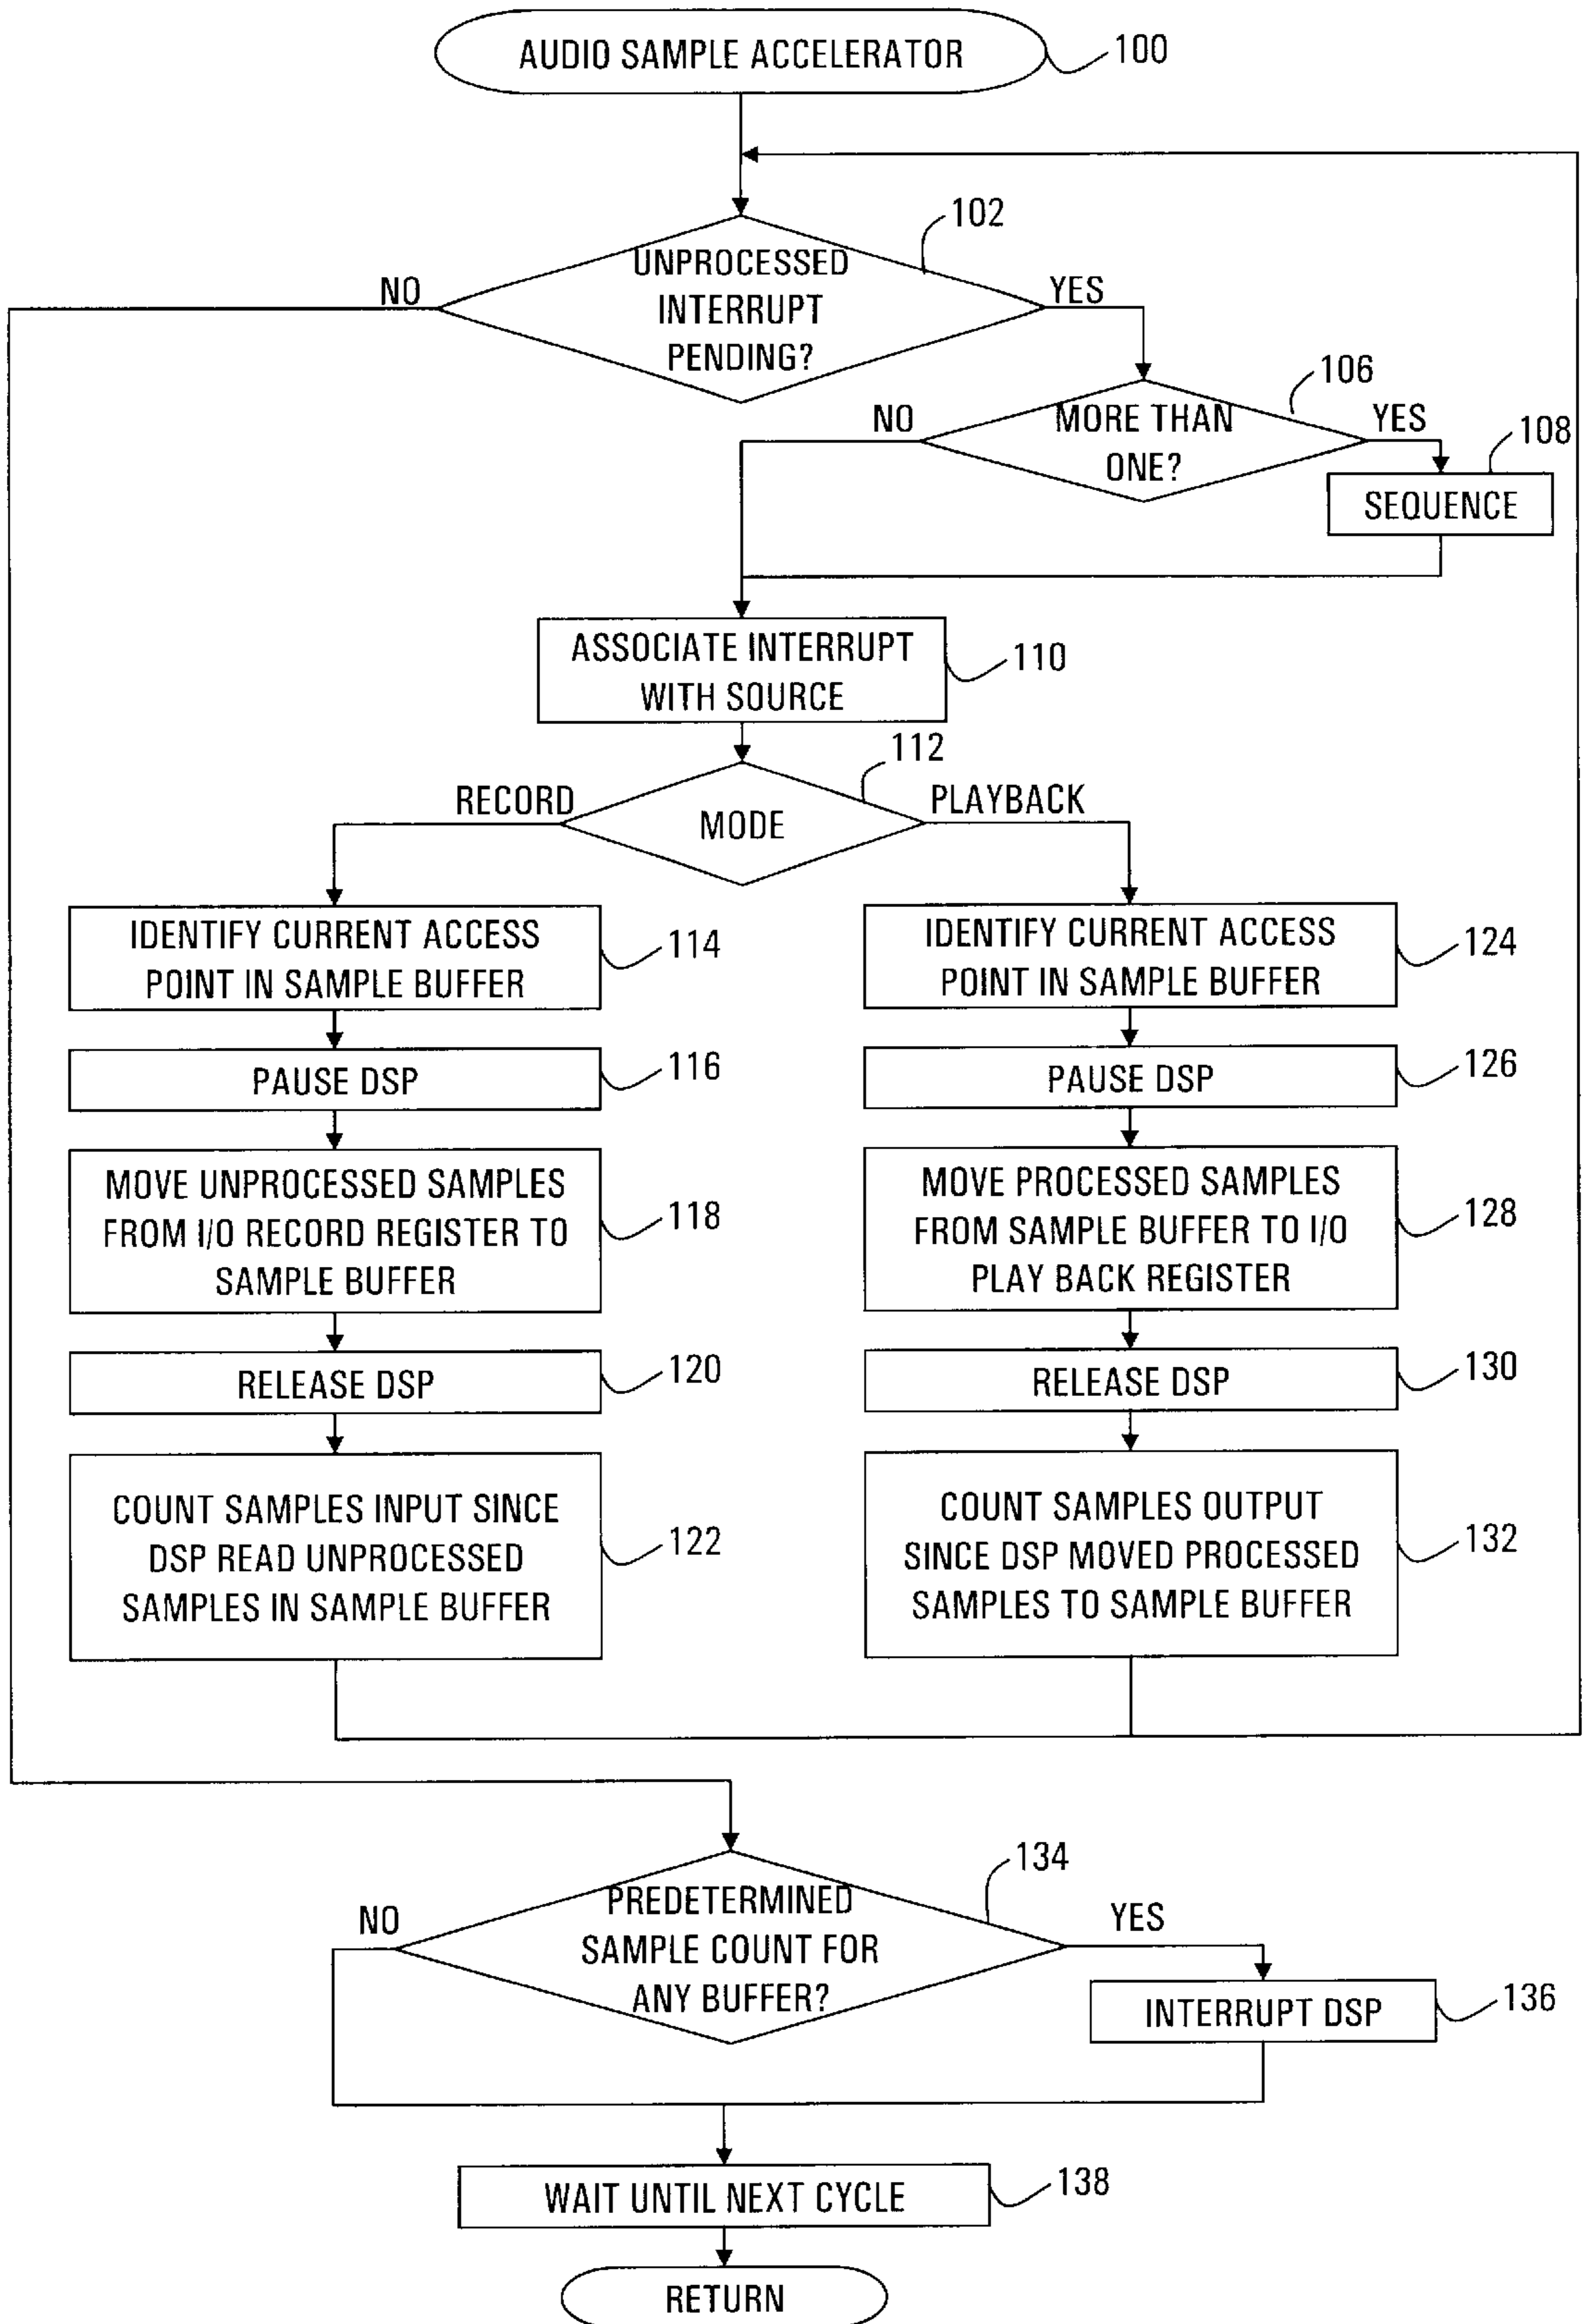 AUDIO SAMPLE ACCELERATOR
100
102
UNPROCESSED
INTERRUPT
PENDING?
NO
YES
106
MORE THAN
ONE?
NO
YES
108
SEQUENCE
ASSOCIATE INTERRUPT
WITH SOURCE
110
112
MODE
RECORD
PLAYBACK
IDENTIFY CURRENT ACCESS
POINT IN SAMPLE BUFFER
114
PAUSE DSP
116
MOVE UNPROCESSED SAMPLES
FROM I/O RECORD REGISTER TO
SAMPLE BUFFER
118
RELEASE DSP
120
COUNT SAMPLES INPUT SINCE
DSP READ UNPROCESSED
SAMPLES IN SAMPLE BUFFER
122
IDENTIFY CURRENT ACCESS
POINT IN SAMPLE BUFFER
124
PAUSE DSP
126
MOVE PROCESSED SAMPLES
FROM SAMPLE BUFFER TO I/O
PLAY BACK REGISTER
128
RELEASE DSP
130
COUNT SAMPLES OUTPUT
SINCE DSP MOVED PROCESSED
SAMPLES TO SAMPLE BUFFER
132
134
PREDETERMINED
SAMPLE COUNT FOR
ANY BUFFER?
NO
YES
INTERRUPT DSP
136
WAIT UNTIL NEXT CYCLE
138
RETURN